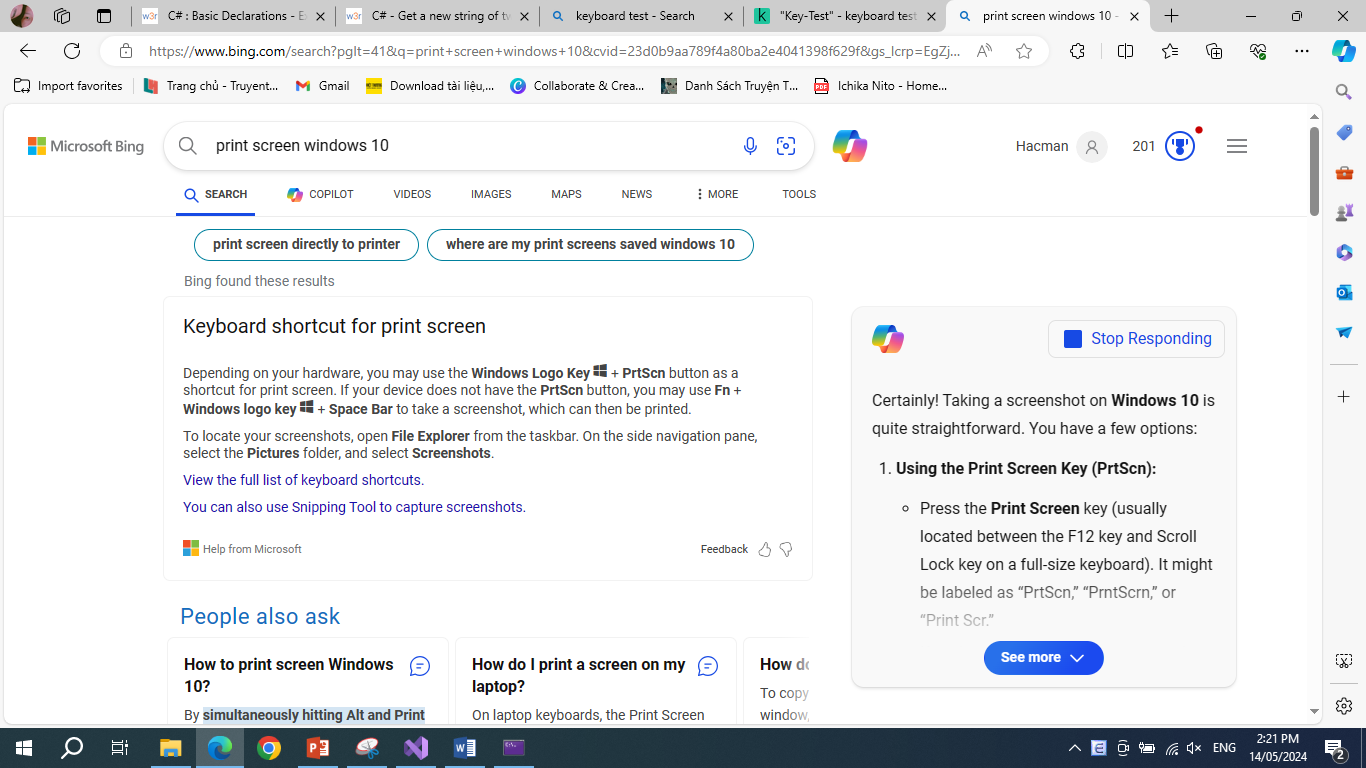 C# : Basic Declarations - E
C# - Get a new string of tw
keyboard test - Search
"Key-Test" - keyboard test
print screen windows 10 -
https://www.bing.com/search?pglt=41&q=print+screen+windows+10&cvid=23d0b9aa789f4a80ba2e4041398f629f&gs_lcrp=EgZj...
Import favorites
Trang chủ - Truyent...
Gmail
Download tài liệu,...
Collaborate & Crea...
Danh Sách Truyện T...
Ichika Nito - Home...
Microsoft Bing
print screen windows 10
Hacman
201
SEARCH
COPILOT
VIDEOS
IMAGES
MAPS
NEWS
MORE
TOOLS
print screen directly to printer
where are my print screens saved windows 10
Bing found these results
Keyboard shortcut for print screen
Depending on your hardware, you may use the Windows Logo Key + PrtScn button as a
shortcut for print screen. If your device does not have the PrtScn button, you may use Fn +
Windows logo key + Space Bar to take a screenshot, which can then be printed.
To locate your screenshots, open File Explorer from the taskbar. On the side navigation pane,
select the Pictures folder, and select Screenshots.
View the full list of keyboard shortcuts.
You can also use Snipping Tool to capture screenshots.
Help from Microsoft
Feedback
People also ask
How to print screen Windows
10?
By simultaneously hitting Alt and Print
How do I print a screen on my
laptop?
On laptop keyboards, the Print Screen
How do
To copy
window,
Stop Responding
Certainly! Taking a screenshot on Windows 10 is
quite straightforward. You have a few options:
1. Using the Print Screen Key (PrtScn):
Press the Print Screen key (usually
located between the F12 key and Scroll
Lock key on a full-size keyboard). It might
be labeled as “PrtScn,” “PrntScrn,” or
“Print Scr.”
See more
ENG
2:21 PM
14/05/2024
2